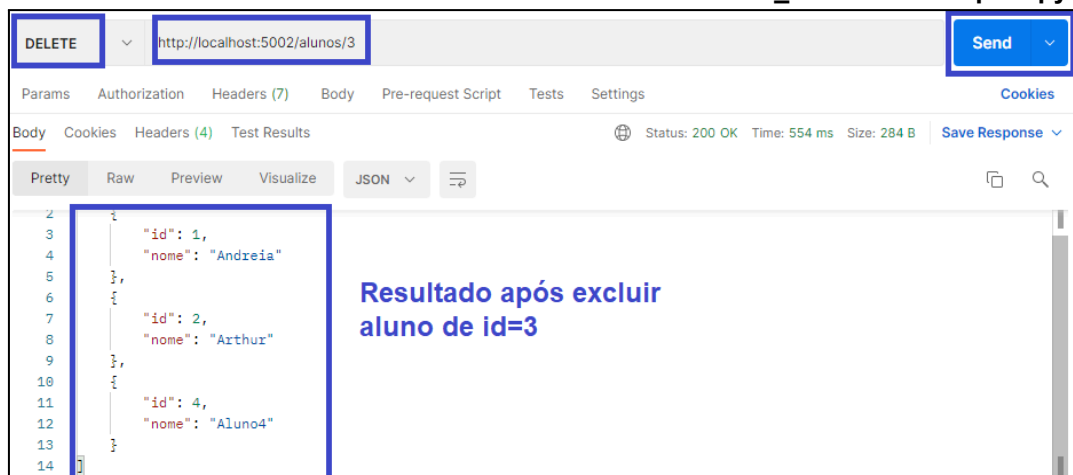 DELETE http://localhost:5002/alunos/3 Send
Params Authorization Headers (7) Body Pre-request Script Tests Settings Cookies
Body Cookies Headers (4) Test Results Status: 200 OK Time: 554 ms Size: 284 B Save Response
Pretty Raw Preview Visualize JSON
2 {
3 "id": 1,
4 "nome": "Andreia"
5 },
6 {
7 "id": 2,
8 "nome": "Arthur"
9 },
10 {
11 "id": 4,
12 "nome": "Aluno4"
13 }
14 ]
Resultado após excluir
aluno de id=3